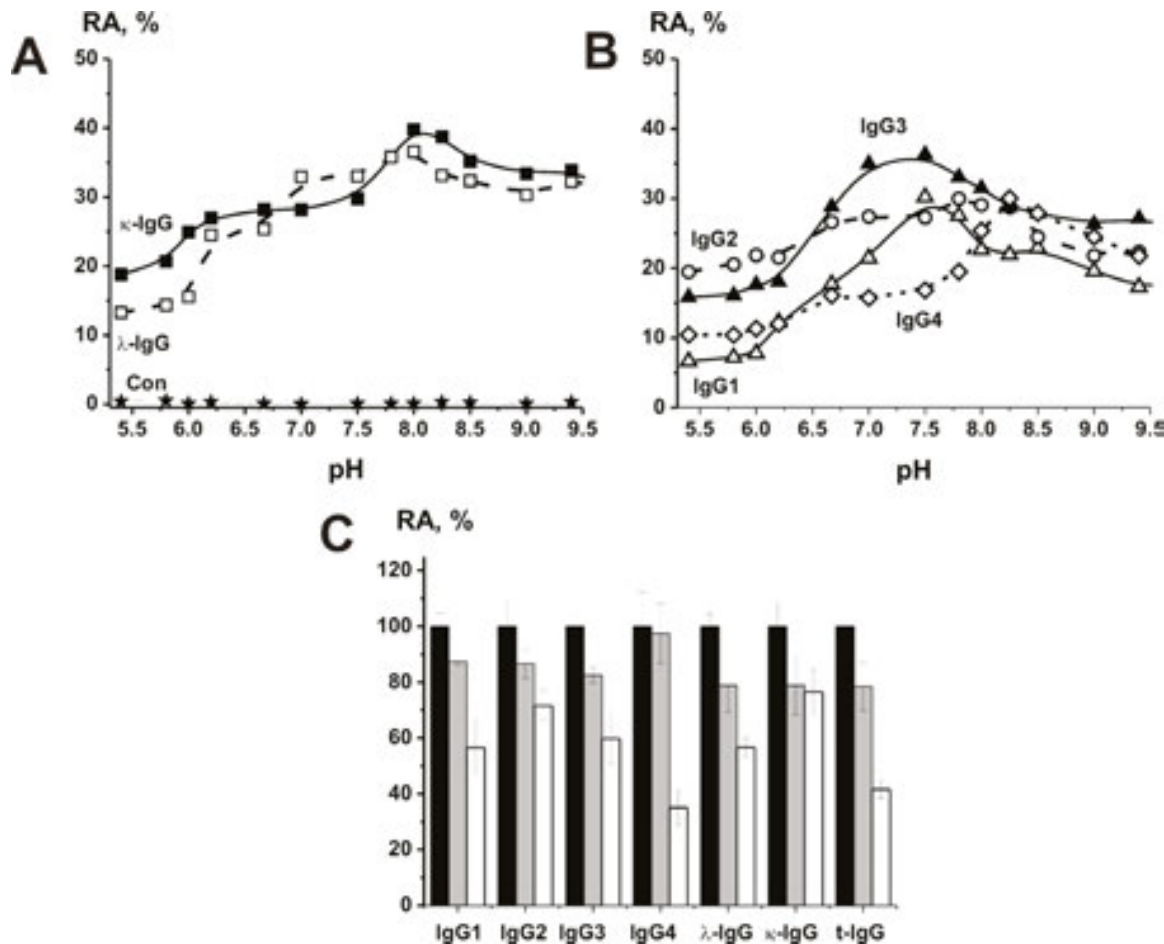 A
RA, %
50
40
30
20
10
0
κ-IgG
λ-IgG
Con
5.5 6.0 6.5 7.0 7.5 8.0 8.5 9.0 9.5
pH
B
RA, %
50
40
30
20
10
0
IgG3
IgG2
IgG4
IgG1
5.5 6.0 6.5 7.0 7.5 8.0 8.5 9.0 9.5
pH
C
RA, %
120
100
80
60
40
20
0
IgG1 IgG2 IgG3 IgG4 λ-IgG κ-IgG t-IgG